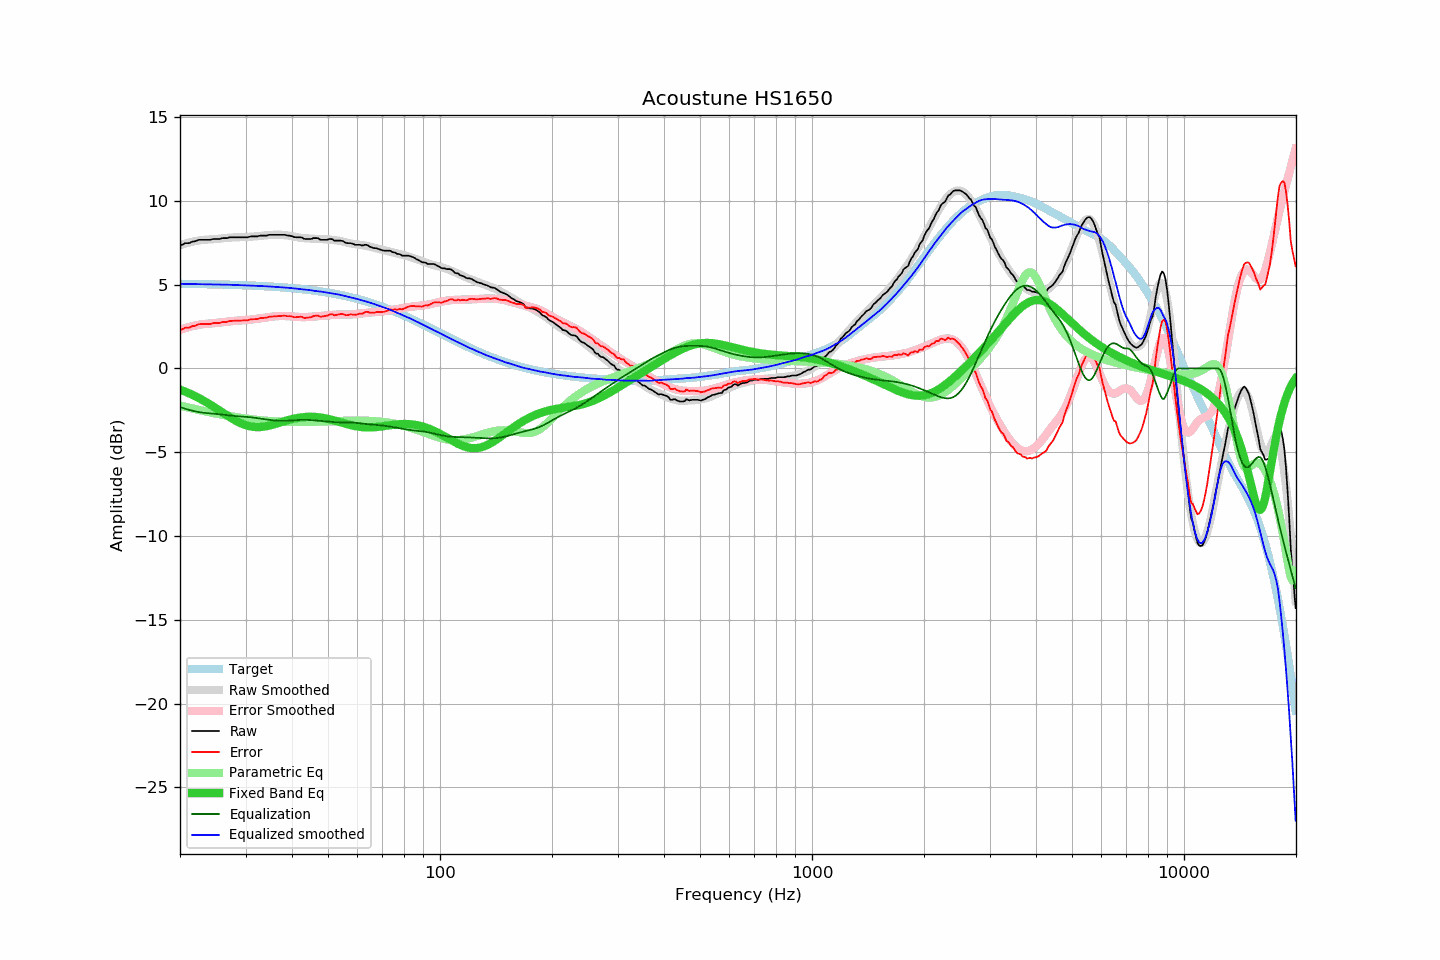 Acoustune HS1650
15
10
5
0
−5
−10
−15
−20
−25
Amplitude (dBr)
Target
Raw Smoothed
Error Smoothed
Raw
Error
Parametric Eq
Fixed Band Eq
Equalization
Equalized smoothed
100
1000
10000
Frequency (Hz)